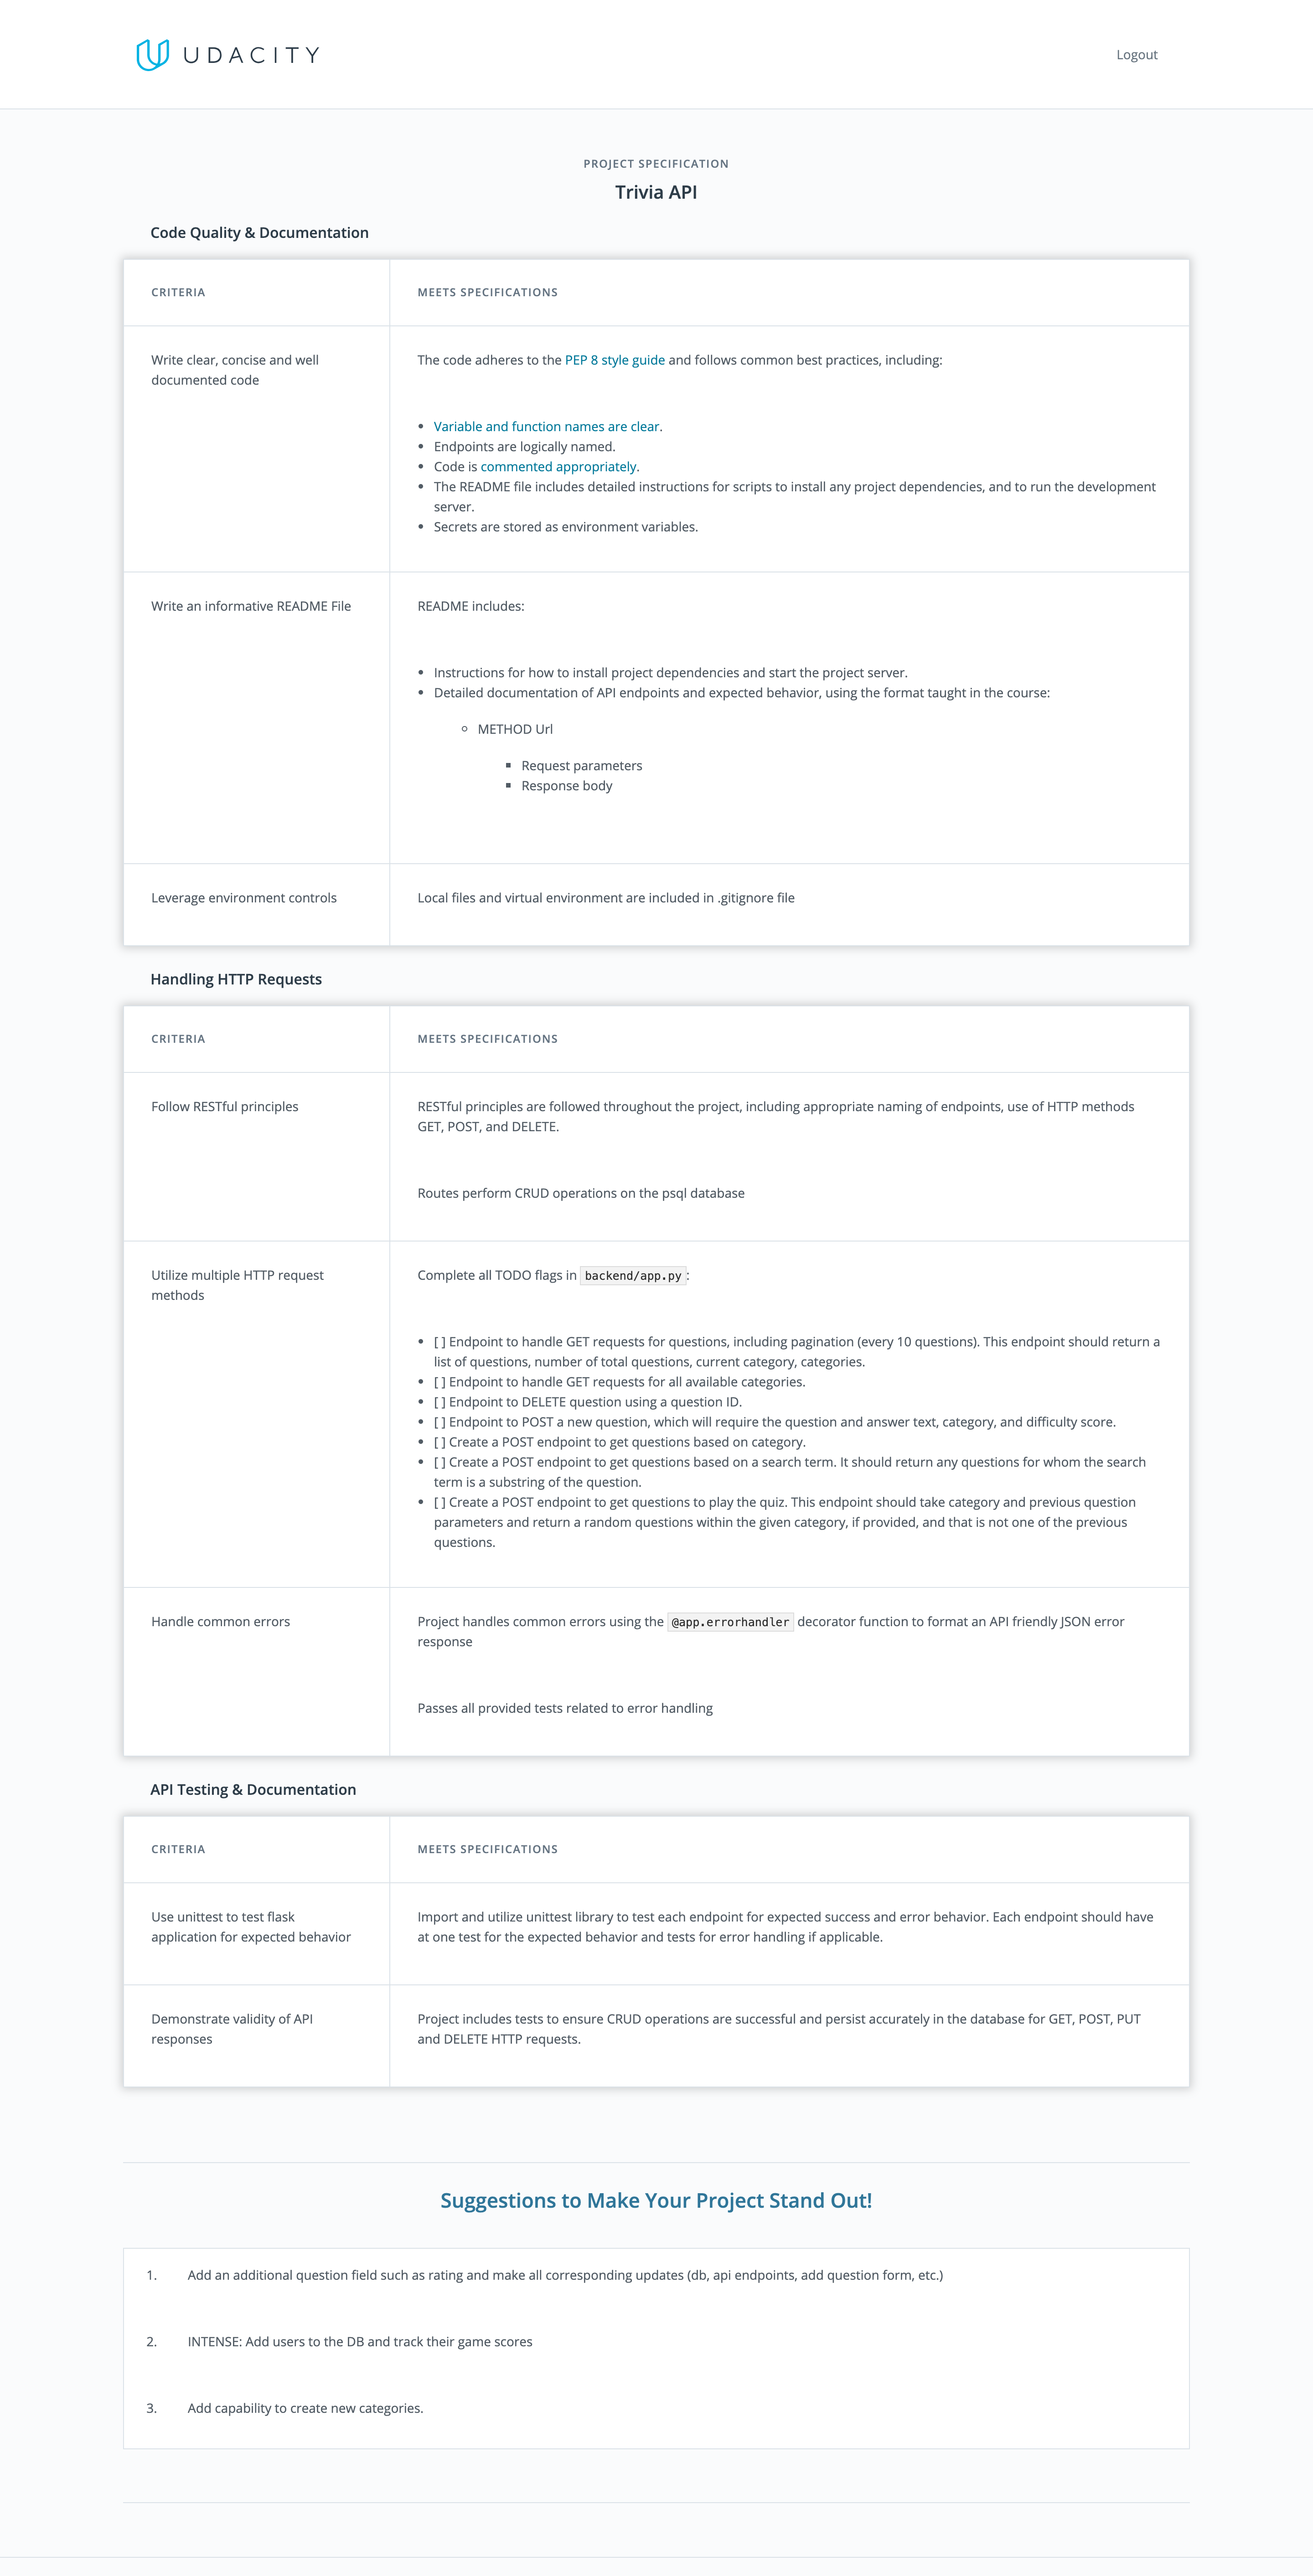 UDACITY
Logout
PROJECT SPECIFICATION
Trivia API
Code Quality & Documentation
CRITERIA
MEETS SPECIFICATIONS
Write clear, concise and well
documented code
The code adheres to the PEP 8 style guide and follows common best practices, including:
• Variable and function names are clear.
• Endpoints are logically named.
• Code is commented appropriately.
• The README file includes detailed instructions for scripts to install any project dependencies, and to run the development
server.
• Secrets are stored as environment variables.
Write an informative README File
README includes:
• Instructions for how to install project dependencies and start the project server.
• Detailed documentation of API endpoints and expected behavior, using the format taught in the course:
◦ METHOD Url
▪ Request parameters
▪ Response body
Leverage environment controls
Local files and virtual environment are included in .gitignore file
Handling HTTP Requests
CRITERIA
MEETS SPECIFICATIONS
Follow RESTful principles
RESTful principles are followed throughout the project, including appropriate naming of endpoints, use of HTTP methods
GET, POST, and DELETE.
Routes perform CRUD operations on the psql database
Utilize multiple HTTP request
methods
Complete all TODO flags in backend/app.py:
• [ ] Endpoint to handle GET requests for questions, including pagination (every 10 questions). This endpoint should return a
list of questions, number of total questions, current category, categories.
• [ ] Endpoint to handle GET requests for all available categories.
• [ ] Endpoint to DELETE question using a question ID.
• [ ] Endpoint to POST a new question, which will require the question and answer text, category, and difficulty score.
• [ ] Create a POST endpoint to get questions based on category.
• [ ] Create a POST endpoint to get questions based on a search term. It should return any questions for whom the search
term is a substring of the question.
• [ ] Create a POST endpoint to get questions to play the quiz. This endpoint should take category and previous question
parameters and return a random questions within the given category, if provided, and that is not one of the previous
questions.
Handle common errors
Project handles common errors using the @app.errorhandler decorator function to format an API friendly JSON error
response
Passes all provided tests related to error handling
API Testing & Documentation
CRITERIA
MEETS SPECIFICATIONS
Use unittest to test flask
application for expected behavior
Import and utilize unittest library to test each endpoint for expected success and error behavior. Each endpoint should have
at one test for the expected behavior and tests for error handling if applicable.
Demonstrate validity of API
responses
Project includes tests to ensure CRUD operations are successful and persist accurately in the database for GET, POST, PUT
and DELETE HTTP requests.
Suggestions to Make Your Project Stand Out!
1. Add an additional question field such as rating and make all corresponding updates (db, api endpoints, add question form, etc.)
2. INTENSE: Add users to the DB and track their game scores
3. Add capability to create new categories.